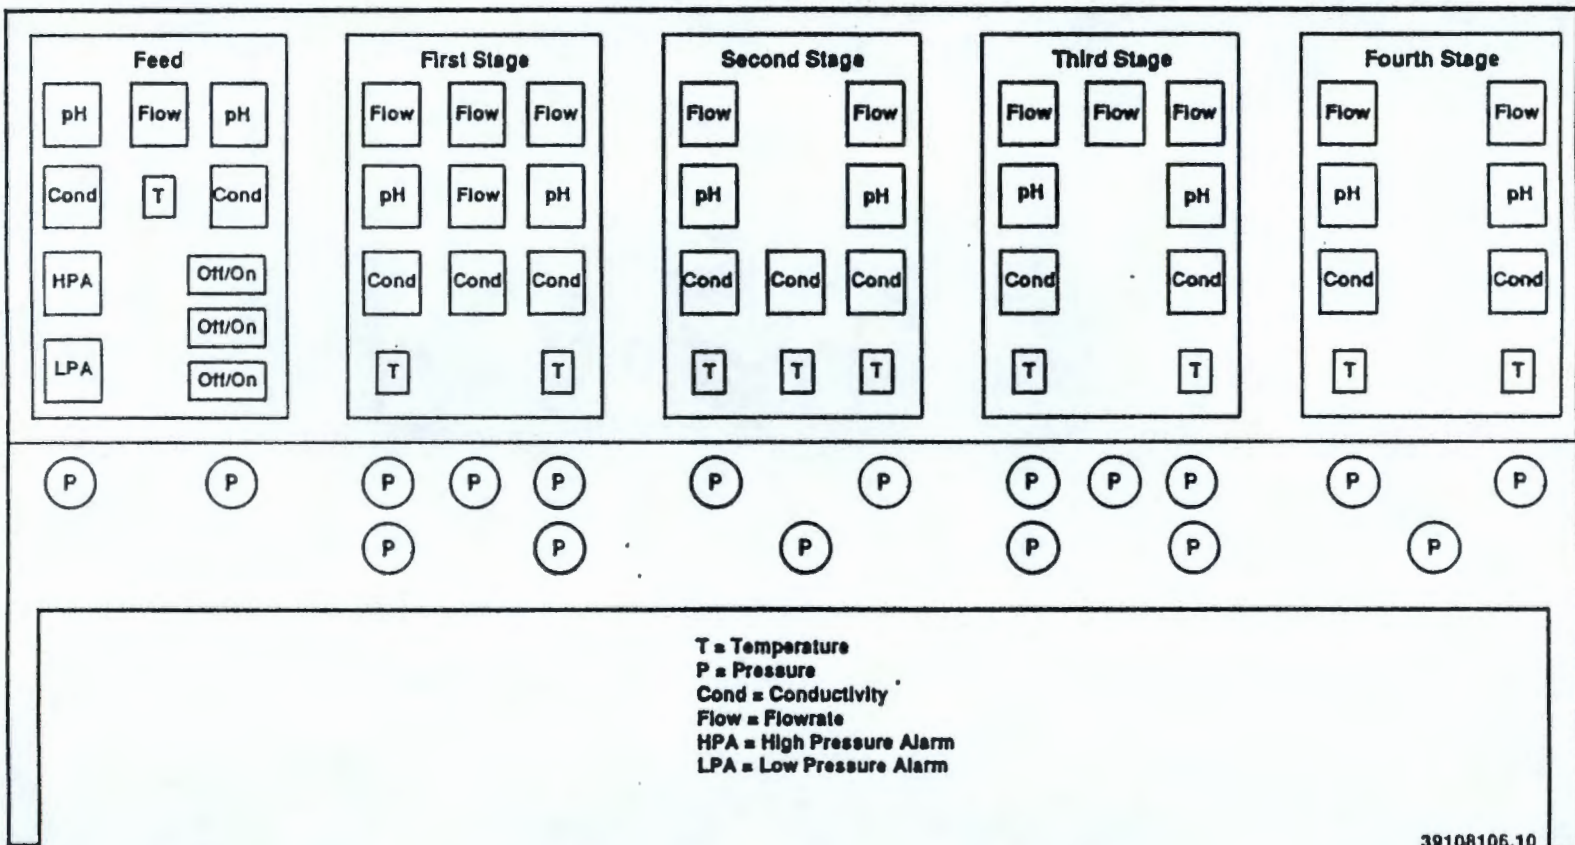 Feed First Stage Second Stage Third Stage Fourth Stage
pH Flow pH Flow Flow Flow Flow Flow Flow Flow Flow Flow Flow
Cond T Cond pH Flow pH pH pH pH pH pH pH
HPA Off/On Cond Cond Cond Cond Cond Cond Cond Cond Cond Cond
Off/On
LPA Off/On T T T T T T T T T
P P P P P P P P P P P P
P P P P P P
T = Temperature
P = Pressure
Cond = Conductivity
Flow = Flowrate
HPA = High Pressure Alarm
LPA = Low Pressure Alarm
39108106.10